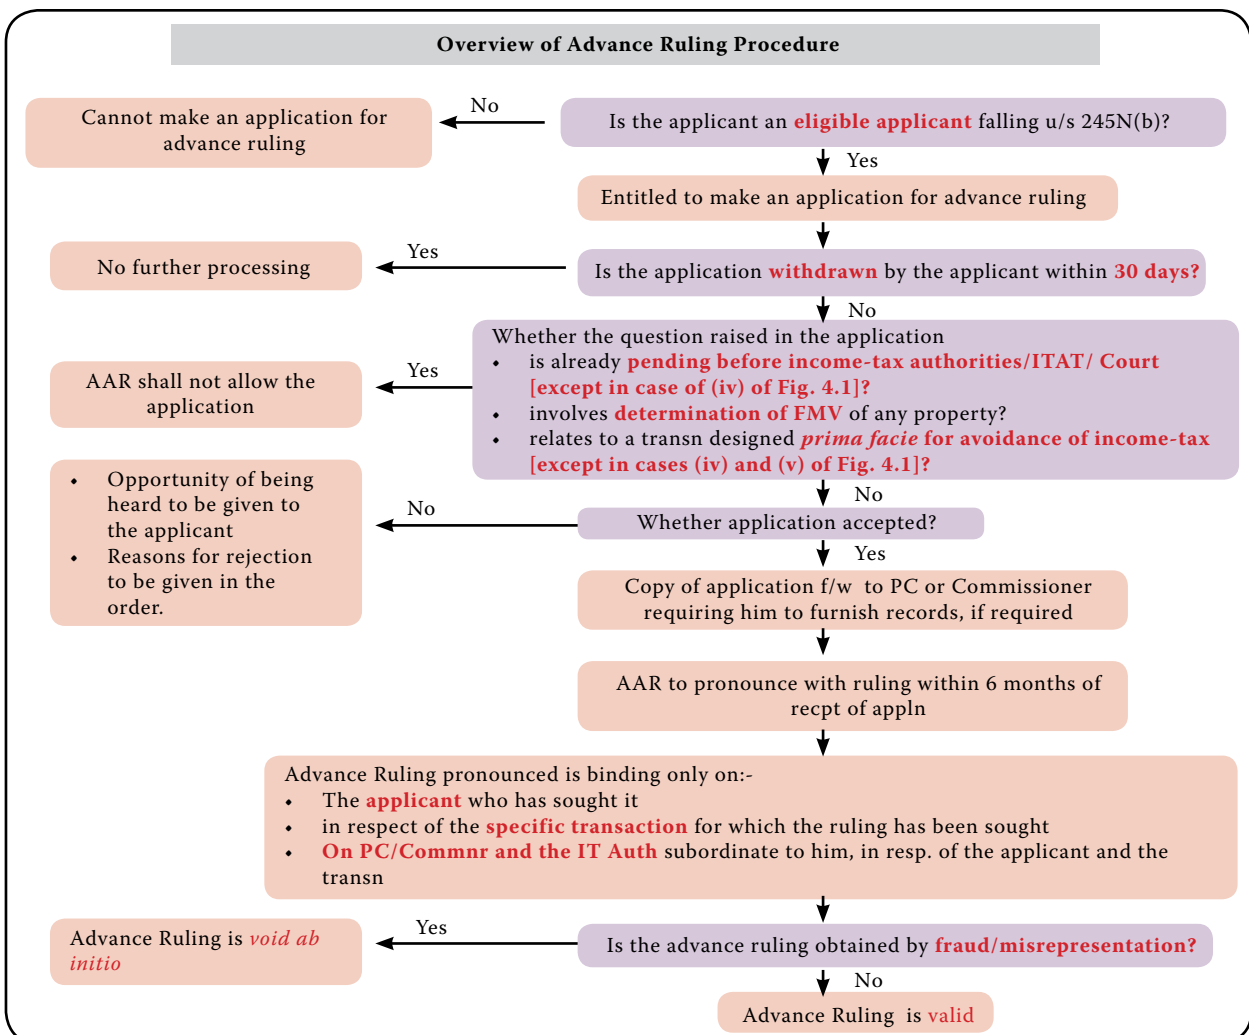 Overview of Advance Ruling Procedure
Is the applicant an eligible applicant falling u/s 245N(b)?
No
Cannot make an application for
advance ruling
Yes
Entitled to make an application for advance ruling
Is the application withdrawn by the applicant within 30 days?
Yes
No further processing
No
Whether the question raised in the application
• is already pending before income-tax authorities/ITAT/ Court
[except in case of (iv) of Fig. 4.1]?
• involves determination of FMV of any property?
• relates to a transn designed prima facie for avoidance of income-tax
[except in cases (iv) and (v) of Fig. 4.1]?
Yes
AAR shall not allow the
application
No
Whether application accepted?
No
• Opportunity of being
heard to be given to
the applicant
• Reasons for rejection
to be given in the
order.
Yes
Copy of application f/w to PC or Commissioner
requiring him to furnish records, if required
AAR to pronounce with ruling within 6 months of
recpt of appln
Advance Ruling pronounced is binding only on:-
• The applicant who has sought it
• in respect of the specific transaction for which the ruling has been sought
• On PC/Commnr and the IT Auth subordinate to him, in resp. of the applicant and the
transn
Is the advance ruling obtained by fraud/misrepresentation?
Yes
Advance Ruling is void ab
initio
No
Advance Ruling is valid